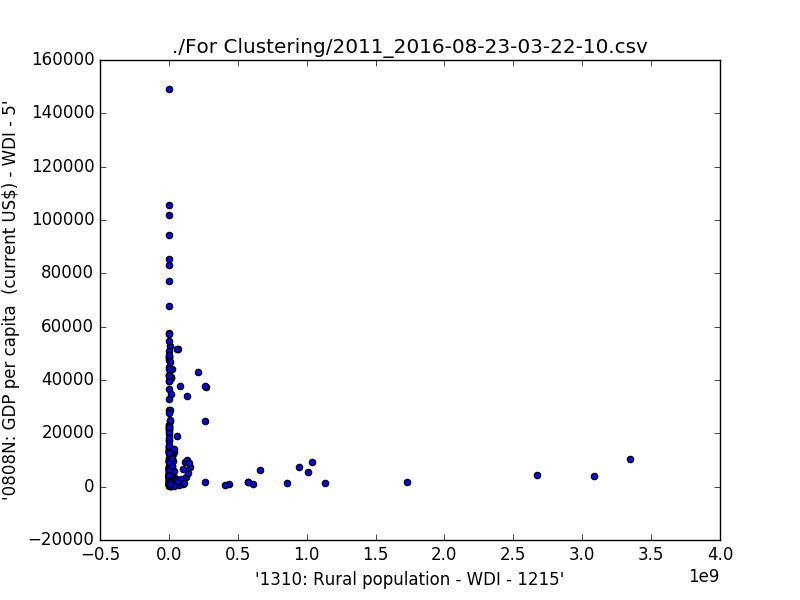 ./For Clustering/2011_2016-08-23-03-22-10.csv
160000
140000
120000
100000
80000
60000
40000
20000
0
−20000
'0808N: GDP per capita  (current US$) - WDI - 5'
−0.5 0.0 0.5 1.0 1.5 2.0 2.5 3.0 3.5 4.0
1e9
'1310: Rural population - WDI - 1215'